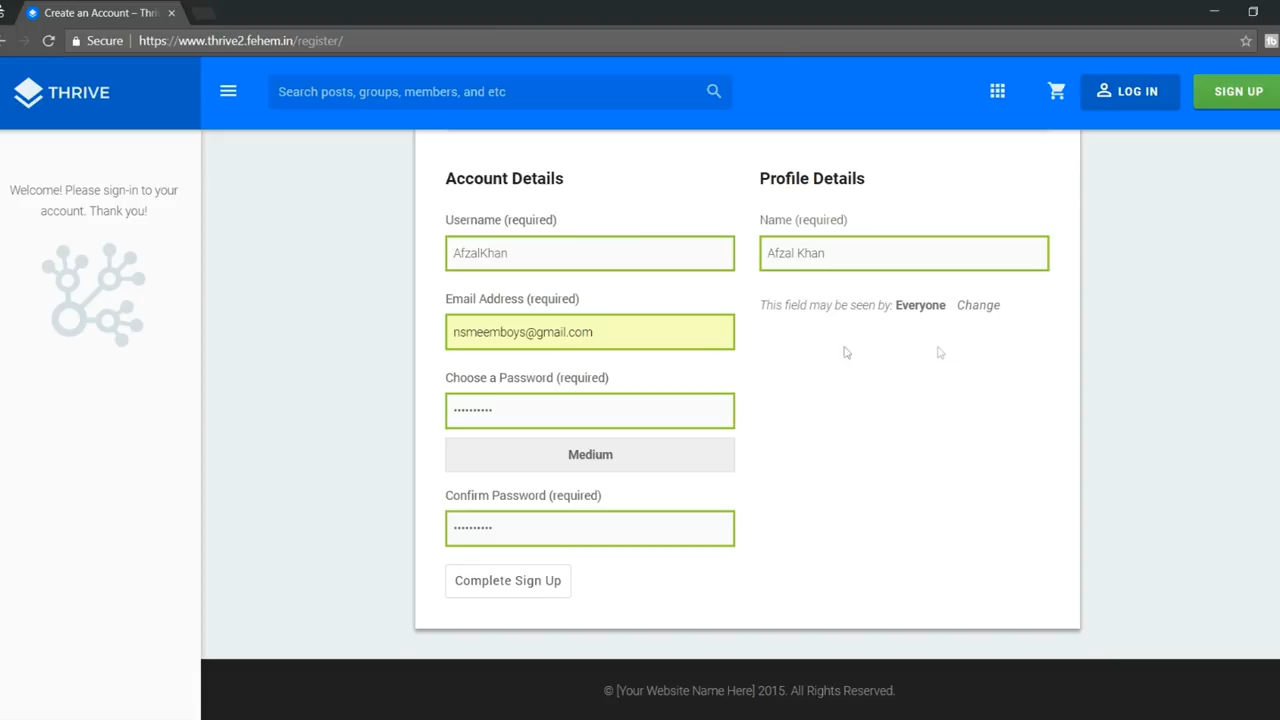 Create an Account – Thri
Secure
https://www.thrive2.fehem.in/register/
THRIVE
Search posts, groups, members, and etc
LOG IN
SIGN UP
Welcome! Please sign-in to your
account. Thank you!
Account Details
Username (required)
AfzalKhan
Email Address (required)
nsmeemboys@gmail.com
Choose a Password (required)
••••••••••
Medium
Confirm Password (required)
••••••••••
Complete Sign Up
Profile Details
Name (required)
Afzal Khan
This field may be seen by: Everyone Change
© [Your Website Name Here] 2015. All Rights Reserved.